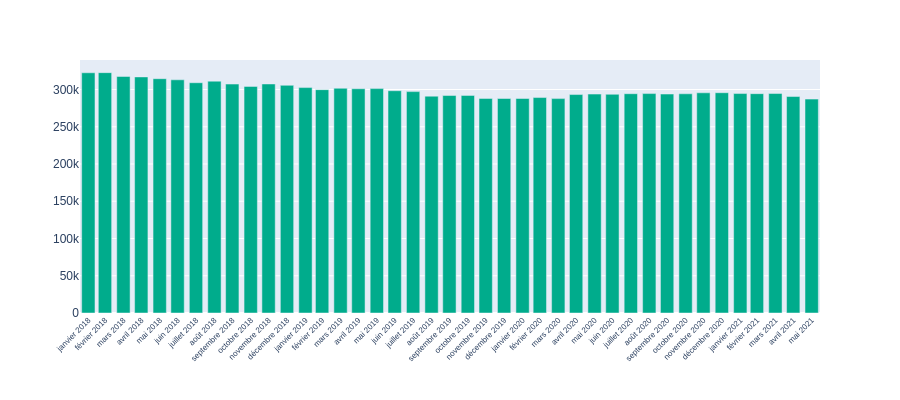 300k
250k
200k
150k
100k
50k
0
janvier 2018
février 2018
mars 2018
avril 2018
mai 2018
juin 2018
juillet 2018
août 2018
septembre 2018
octobre 2018
novembre 2018
décembre 2018
janvier 2019
février 2019
mars 2019
avril 2019
mai 2019
juin 2019
juillet 2019
août 2019
septembre 2019
octobre 2019
novembre 2019
décembre 2019
janvier 2020
février 2020
mars 2020
avril 2020
mai 2020
juin 2020
juillet 2020
août 2020
septembre 2020
octobre 2020
novembre 2020
décembre 2020
janvier 2021
février 2021
mars 2021
avril 2021
mai 2021